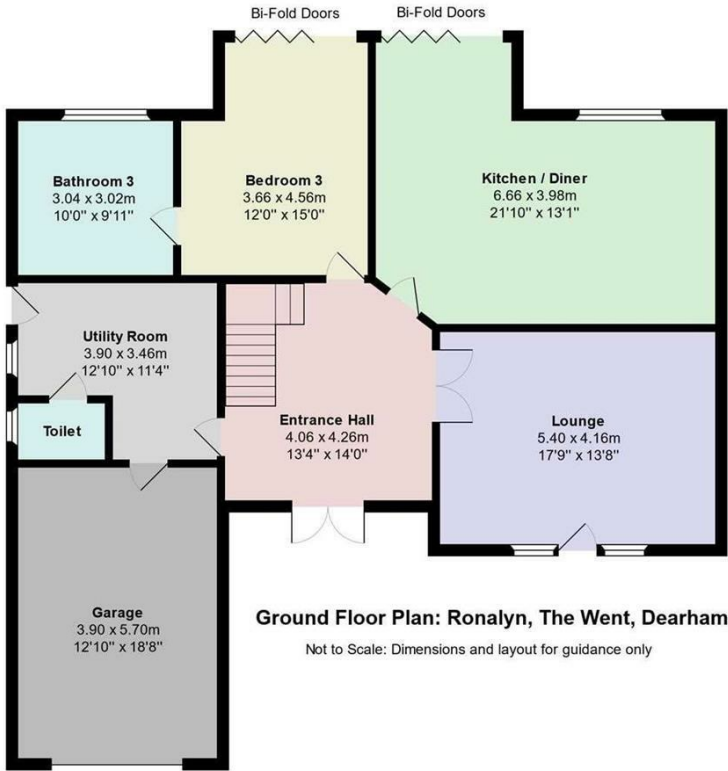 Bi-Fold Doors
Bi-Fold Doors
Bathroom 3
3.04 x 3.02m
10'0" x 9'11"
Bedroom 3
3.66 x 4.56m
12'0" x 15'0"
Kitchen / Diner
6.66 x 3.98m
21'10" x 13'1"
Utility Room
3.90 x 3.46m
12'10" x 11'4"
Toilet
Entrance Hall
4.06 x 4.26m
13'4" x 14'0"
Lounge
5.40 x 4.16m
17'9" x 13'8"
Garage
3.90 x 5.70m
12'10" x 18'8"
Ground Floor Plan: Ronalyn, The Went, Dearham
Not to Scale: Dimensions and layout for guidance only